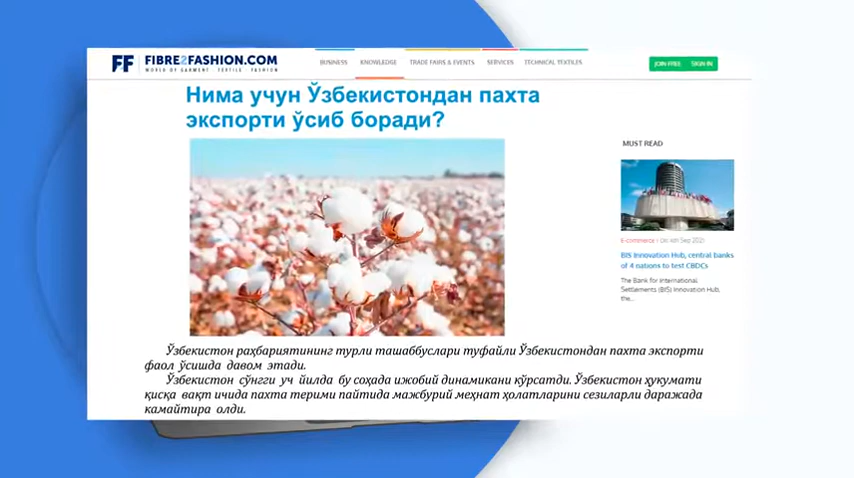 FF FIBRE2FASHION.COM
WORLD OF GARMENT - TEXTILE - FASHION
BUSINESS KNOWLEDGE TRADE FAIRS & EVENTS SERVICES TECHNICAL TEXTILES
JOIN FREE SIGN IN
Нима учун Ўзбекистондан пахта
экспорти ўсиб боради?
MUST READ
E-commerce
BIS Innovation Hub, central banks
of 4 nations to test CBDCs
The Bank for International
Settlements (BIS) Innovation Hub,
the...
Ўзбекистон раҳбариятининг турли ташаббуслари туфайли Ўзбекистондан пахта экспорти
фаол ўсишда давом этади.
Ўзбекистон сўнгги уч йилда бу соҳада ижобий динамикани кўрсатди. Ўзбекистон ҳукумати
қисқа вақт ичида пахта терими пайтида мажбурий меҳнат ҳолатларини сезиларли даражада
камайтира олди.